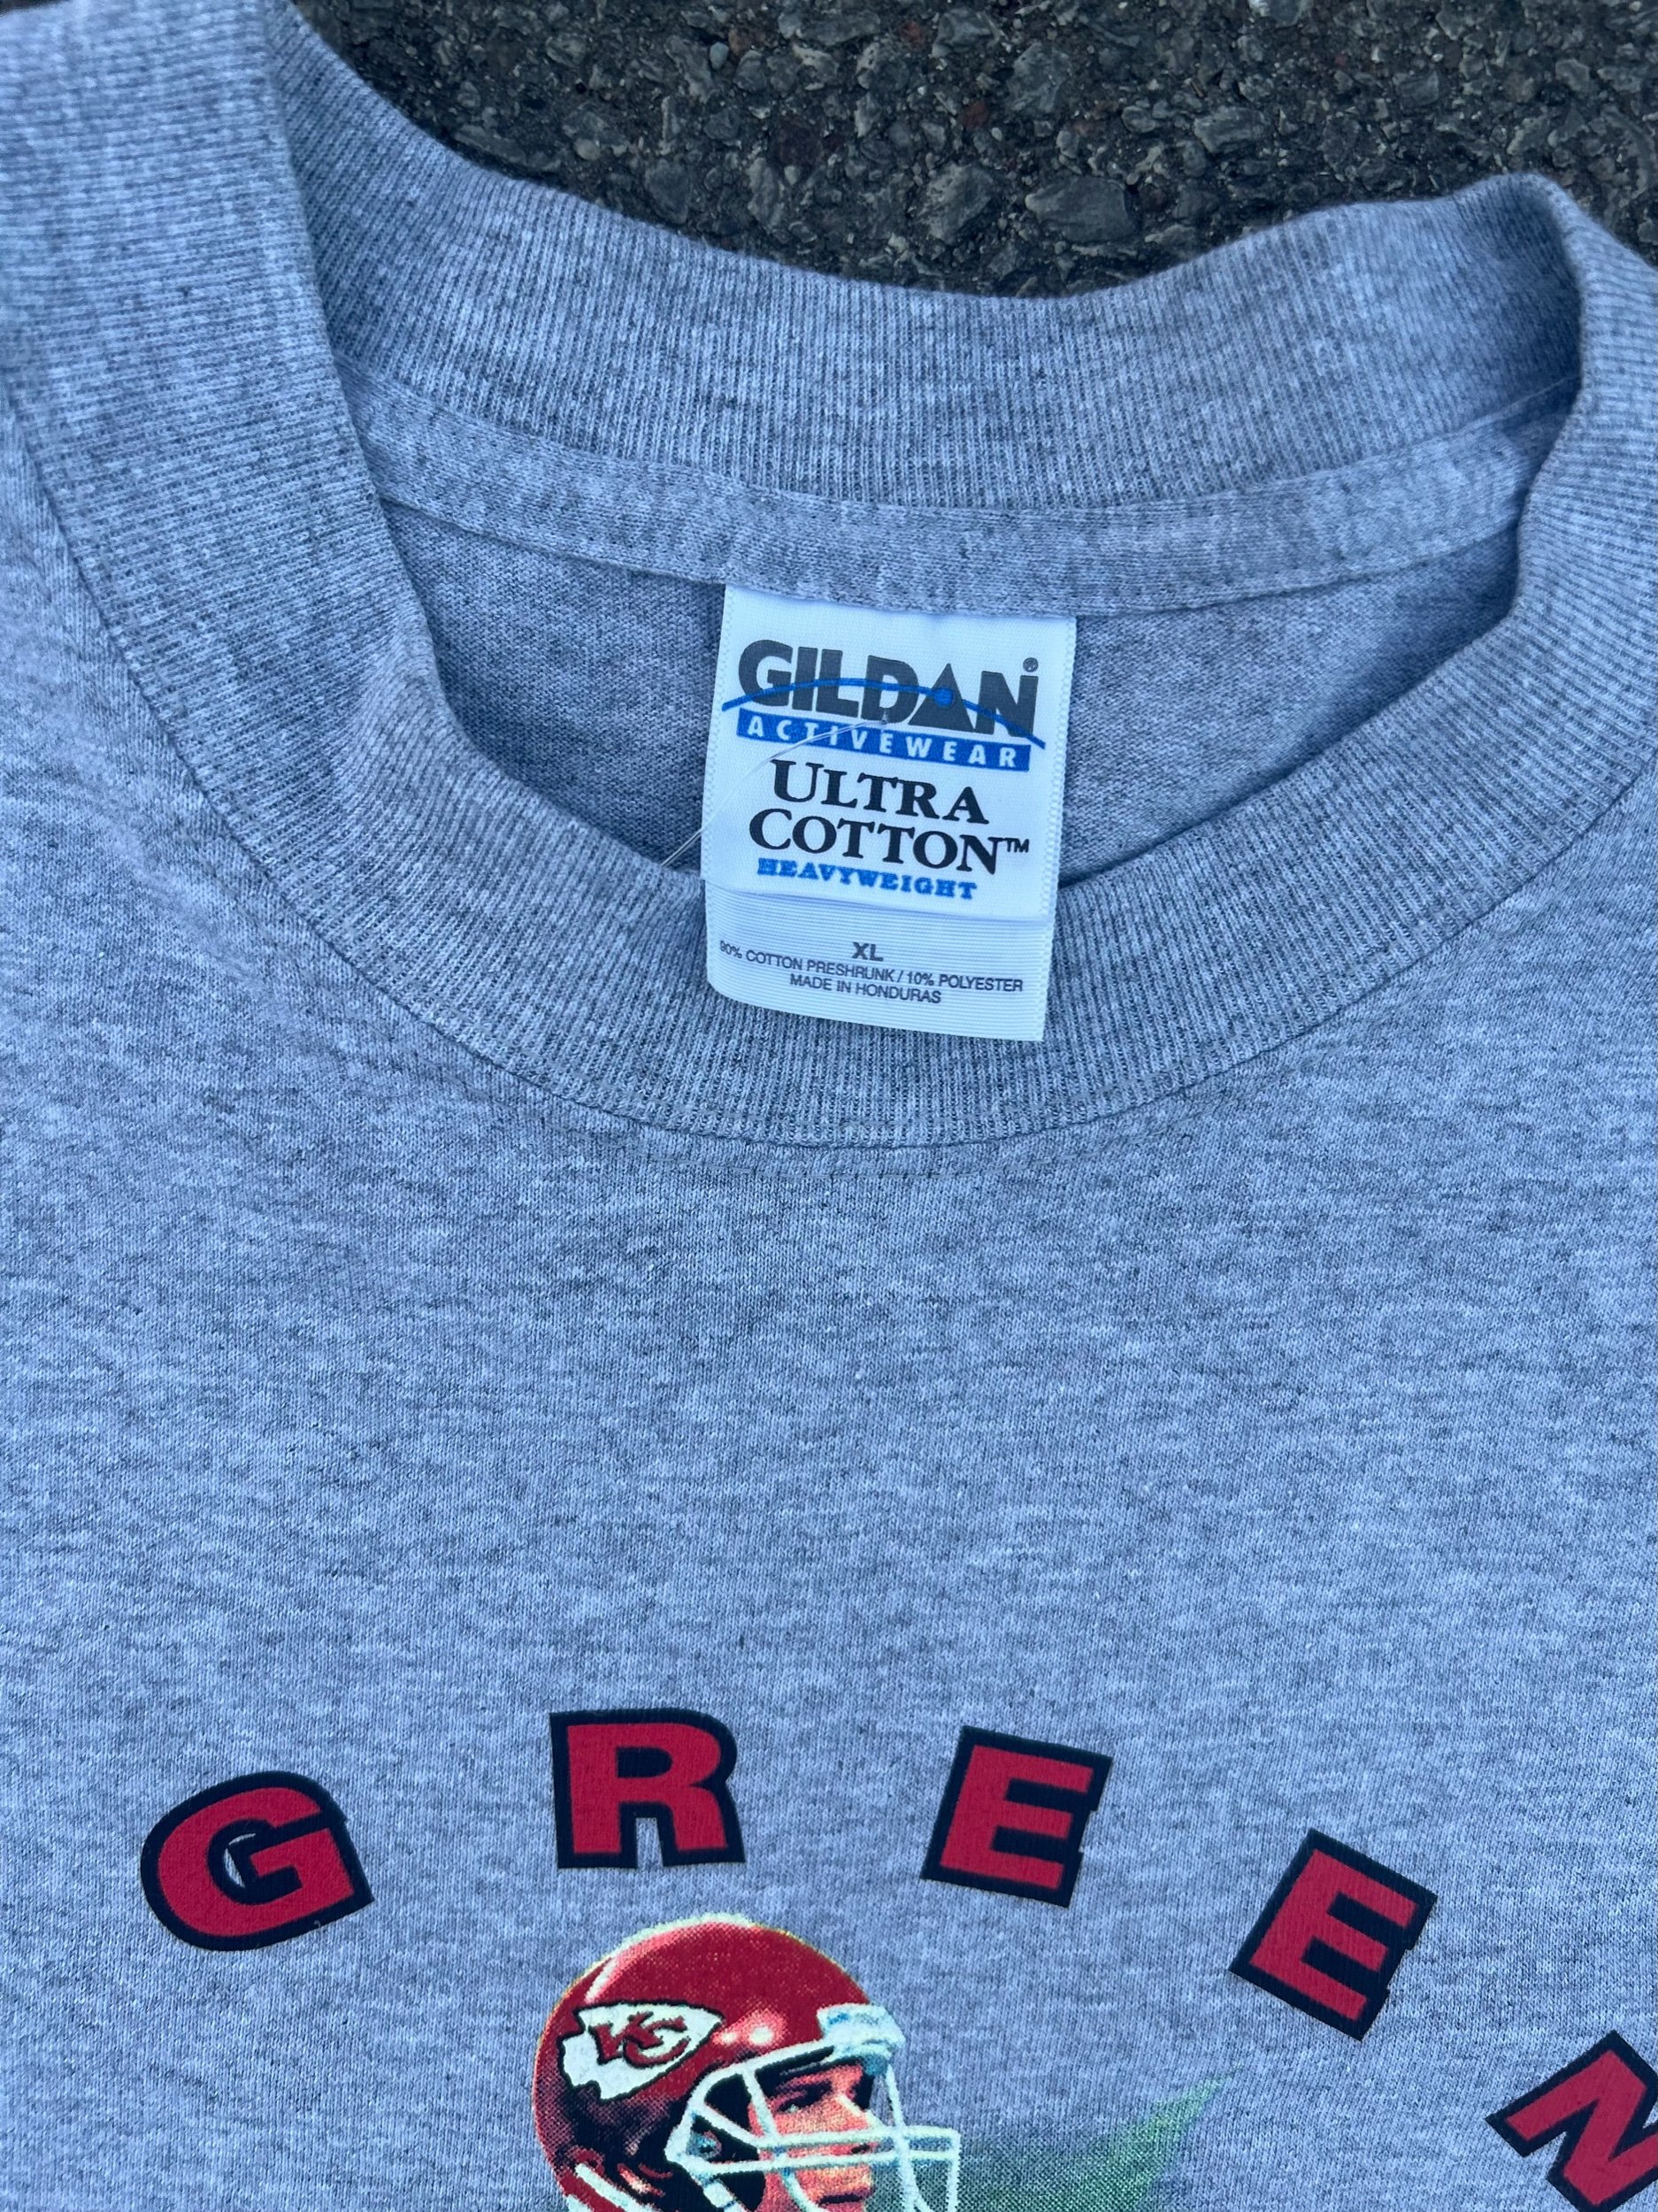 GILDAN
ACTIVEWEAR
ULTRA
COTTON™
HEAVYWEIGHT
XL
90% COTTON PRESHRUNK / 10% POLYESTER
MADE IN HONDURAS
GREEN
KC